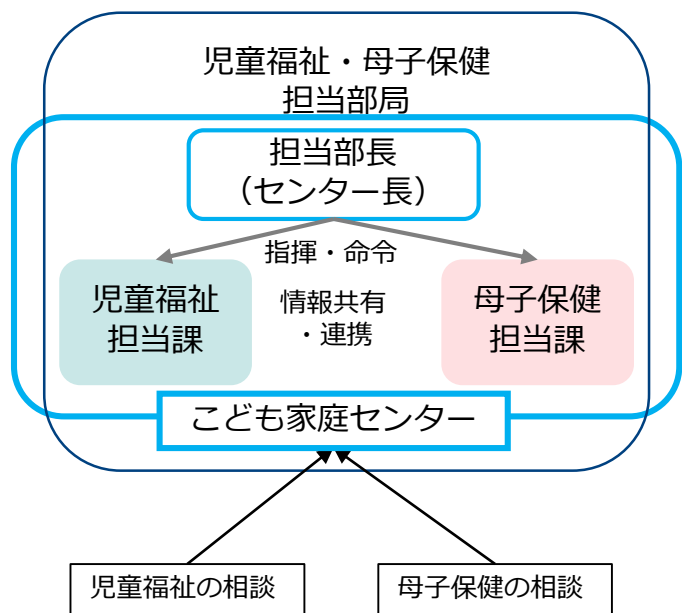 児童福祉・母子保健
担当部局
担当部長
（センター長）
指揮・命令
児童福祉
担当課
情報共有
・連携
母子保健
担当課
こども家庭センター
児童福祉の相談
母子保健の相談